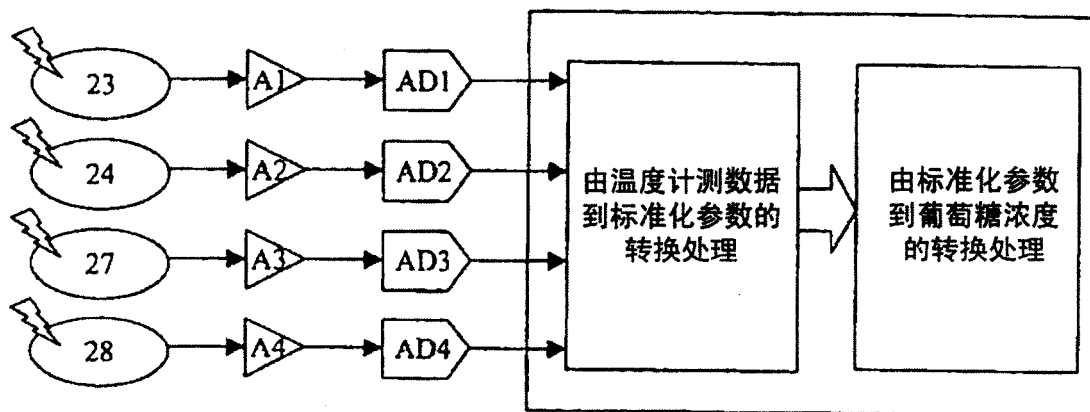 23
A1
AD1
24
A2
AD2
27
A3
AD3
28
A4
AD4
由温度计测数据
到标准化参数的
转换处理
由标准化参数
到葡萄糖浓度
的转换处理